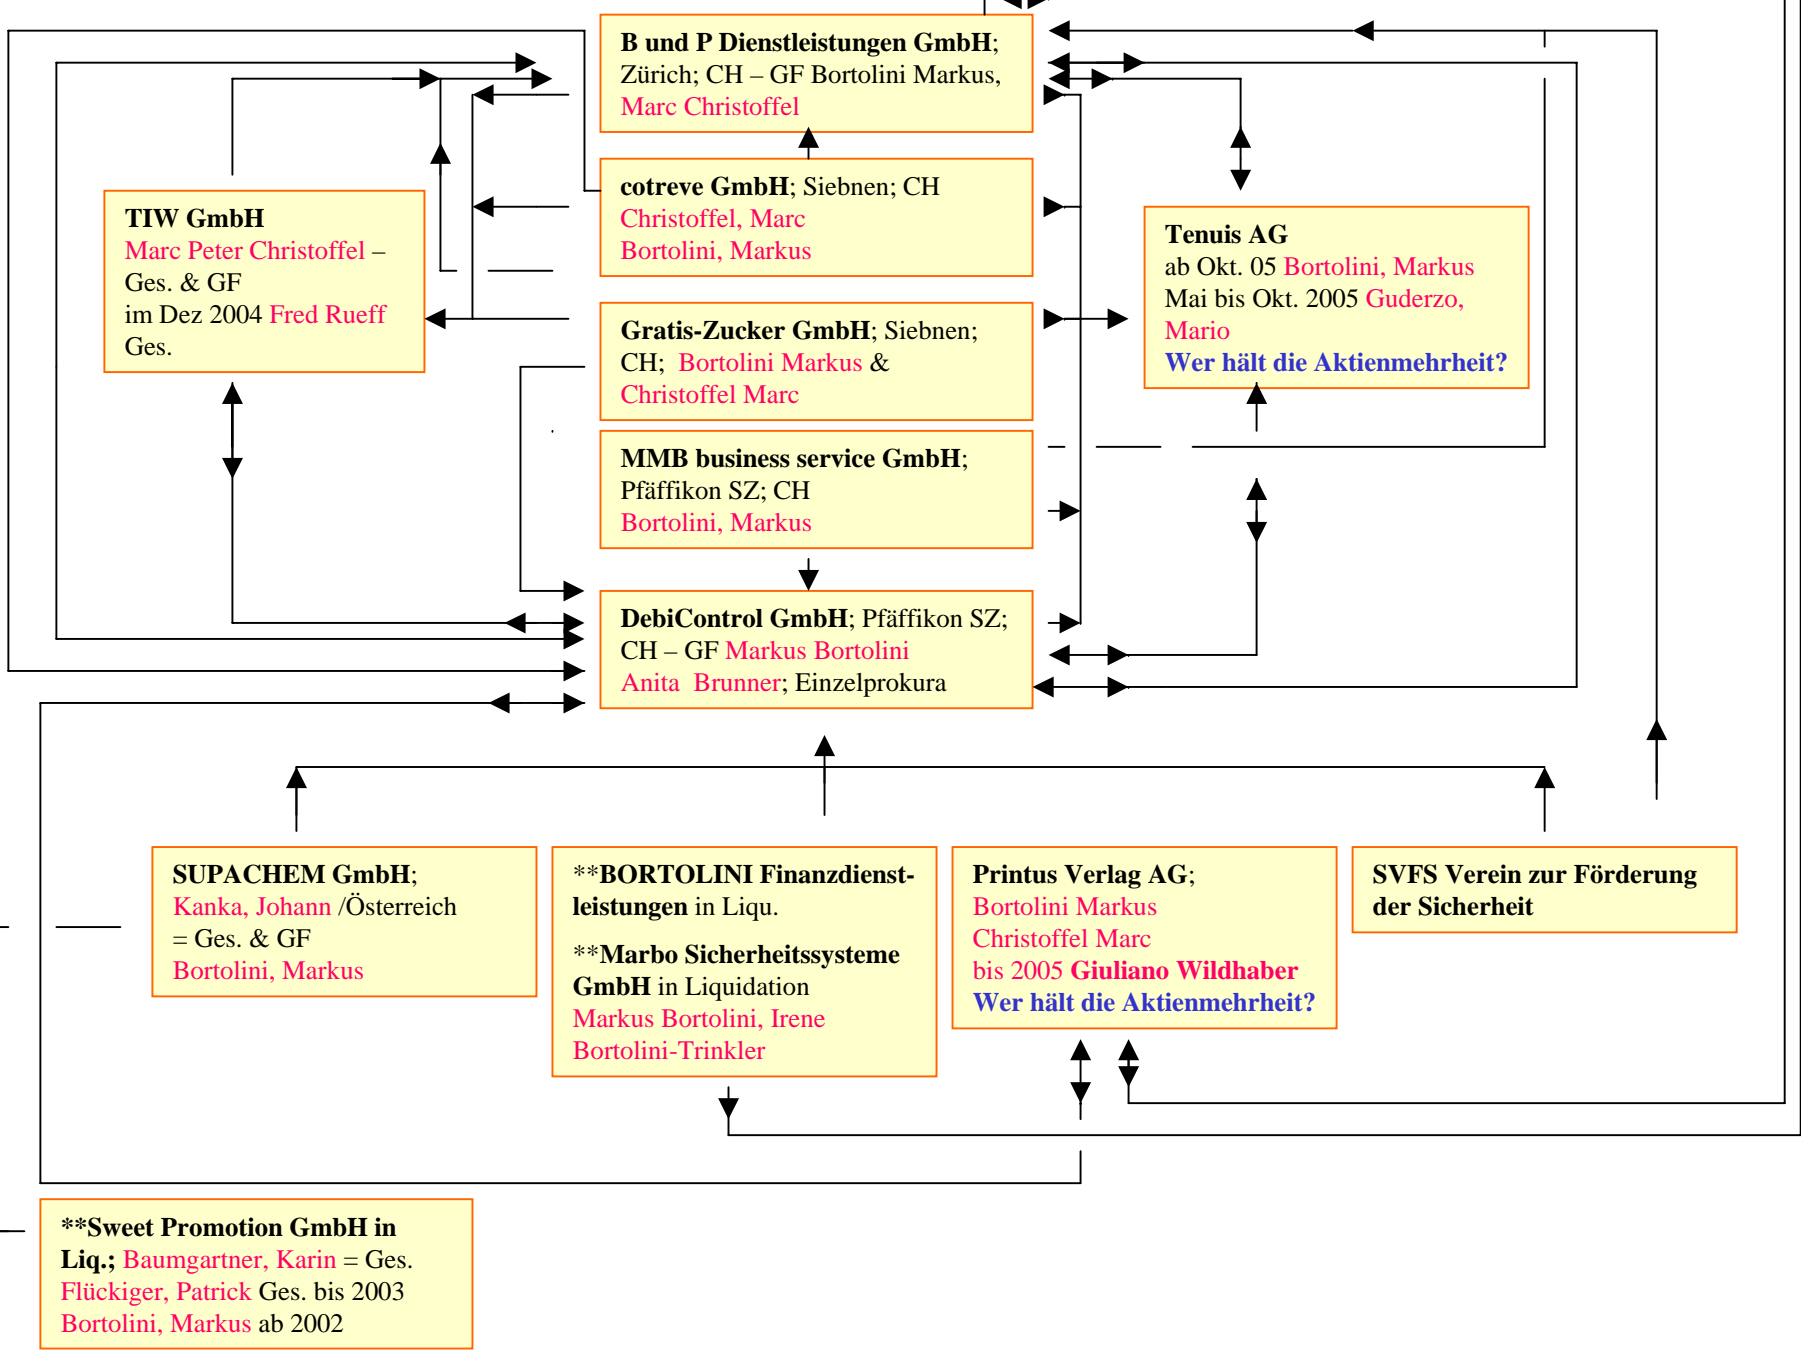 B und P Dienstleistungen GmbH;
Zürich; CH – GF Bortolini Markus,
Marc Christoffel
cotreve GmbH; Siebnen; CH
Christoffel, Marc
Bortolini, Markus
TIW GmbH
Marc Peter Christoffel –
Ges. & GF
im Dez 2004 Fred Rueff
Ges.
Tenuis AG
ab Okt. 05 Bortolini, Markus
Mai bis Okt. 2005 Guderzo,
Mario
Wer hält die Aktienmehrheit?
Gratis-Zucker GmbH; Siebnen;
CH; Bortolini Markus &
Christoffel Marc
MMB business service GmbH;
Pfäffikon SZ; CH
Bortolini, Markus
DebiControl GmbH; Pfäffikon SZ;
CH – GF Markus Bortolini
Anita Brunner; Einzelprokura
SUPACHEM GmbH;
Kanka, Johann /Österreich
= Ges. & GF
Bortolini, Markus
**BORTOLINI Finanzdienst-
leistungen in Liqu.
**Marbo Sicherheitssysteme
GmbH in Liquidation
Markus Bortolini, Irene
Bortolini-Trinkler
Printus Verlag AG;
Bortolini Markus
Christoffel Marc
bis 2005 Giuliano Wildhaber
Wer hält die Aktienmehrheit?
SVFS Verein zur Förderung
der Sicherheit
**Sweet Promotion GmbH in
Liq.; Baumgartner, Karin = Ges.
Flückiger, Patrick Ges. bis 2003
Bortolini, Markus ab 2002